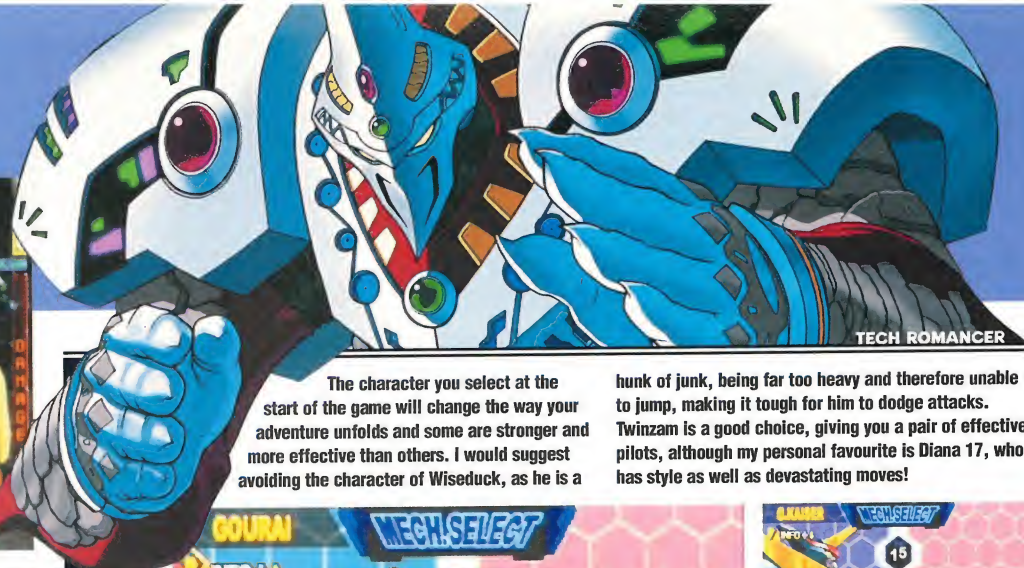 DAMAGE
TECH ROMANCER
The character you select at the
start of the game will change the way your
adventure unfolds and some are stronger and
more effective than others. I would suggest
avoiding the character of Wiseduck, as he is a
hunk of junk, being far too heavy and therefore unable
to jump, making it tough for him to dodge attacks.
Twinzam is a good choice, giving you a pair of effective
pilots, although my personal favourite is Diana 17, who
has style as well as devastating moves!
GOURAI
MECH.SELECT
G.KAISER
MECH.SELECT
INFO
15